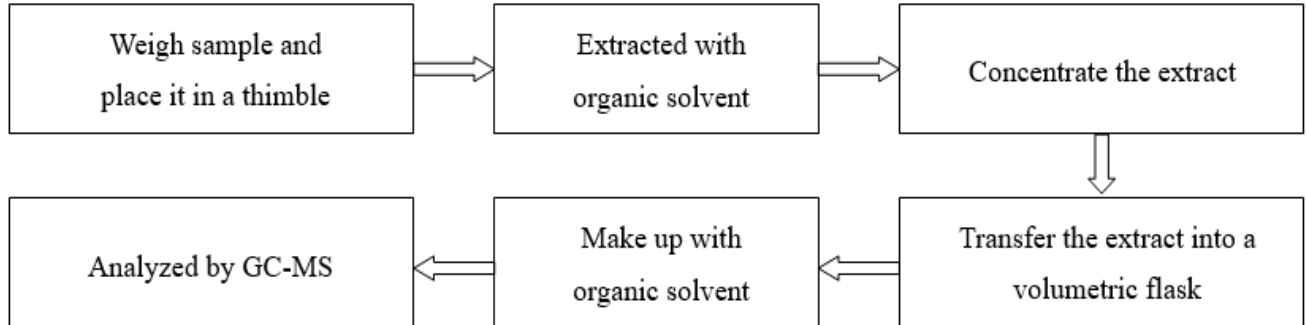 Weigh sample and
place it in a thimble
Extracted with
organic solvent
Concentrate the extract
Transfer the extract into a
volumetric flask
Make up with
organic solvent
Analyzed by GC-MS